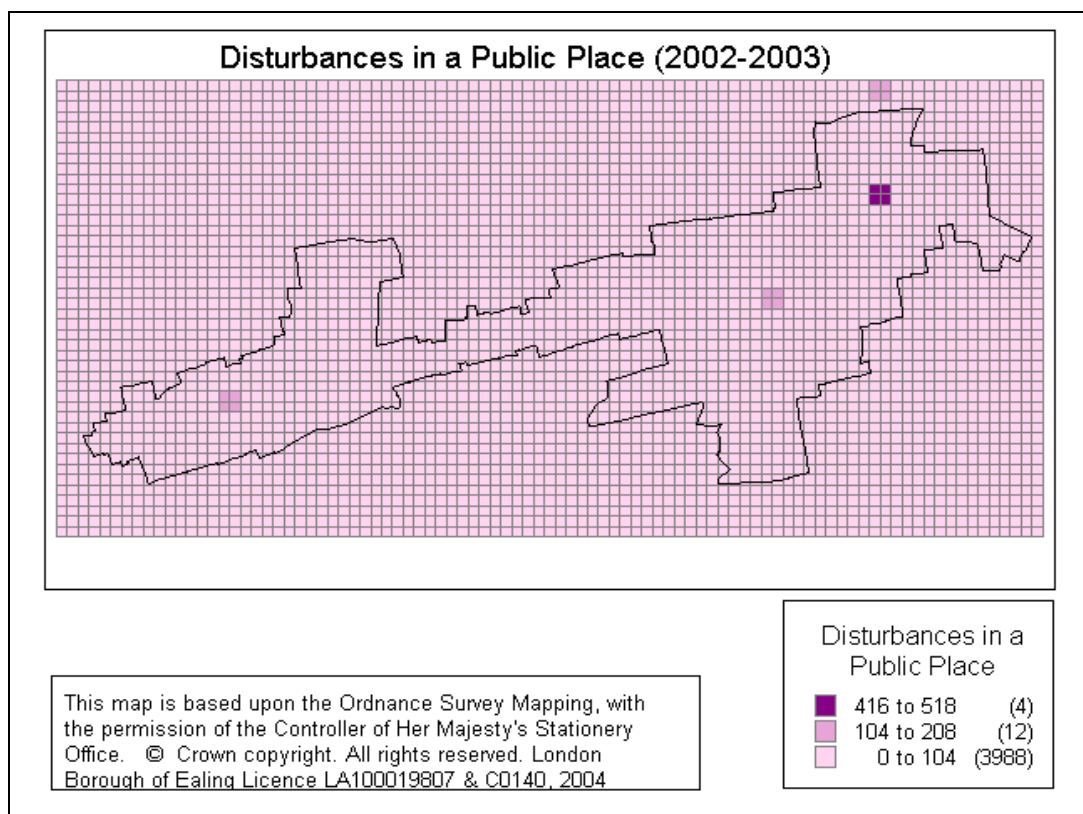 Disturbances in a Public Place (2002-2003)
This map is based upon the Ordnance Survey Mapping, with
the permission of the Controller of Her Majesty's Stationery
Office. © Crown copyright. All rights reserved. London
Borough of Ealing Licence LA100019807 & C0140, 2004
Disturbances in a
Public Place
416 to 518 (4)
104 to 208 (12)
0 to 104 (3988)